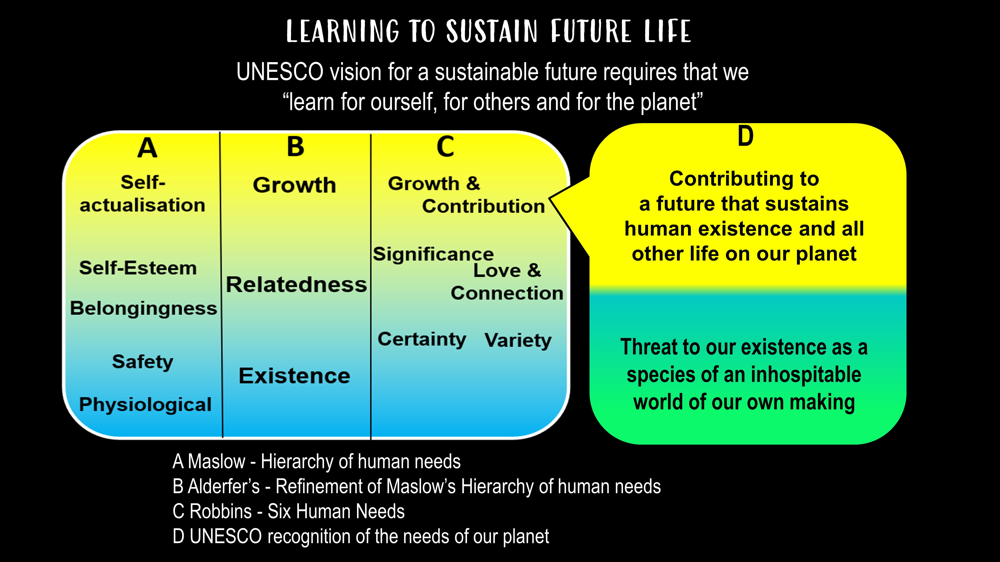 LEARNING TO SUSTAIN FUTURE LIFE
UNESCO vision for a sustainable future requires that we
“learn for ourself, for others and for the planet”
A
Self-
actualisation
Self-Esteem
Belongingness
Safety
Physiological
B
Growth
Relatedness
Existence
C
Growth &
Contribution
Significance
Love &
Connection
Certainty Variety
D
Contributing to
a future that sustains
human existence and all
other life on our planet
Threat to our existence as a
species of an inhospitable
world of our own making
A Maslow - Hierarchy of human needs
B Alderfer’s - Refinement of Maslow’s Hierarchy of human needs
C Robbins - Six Human Needs
D UNESCO recognition of the needs of our planet